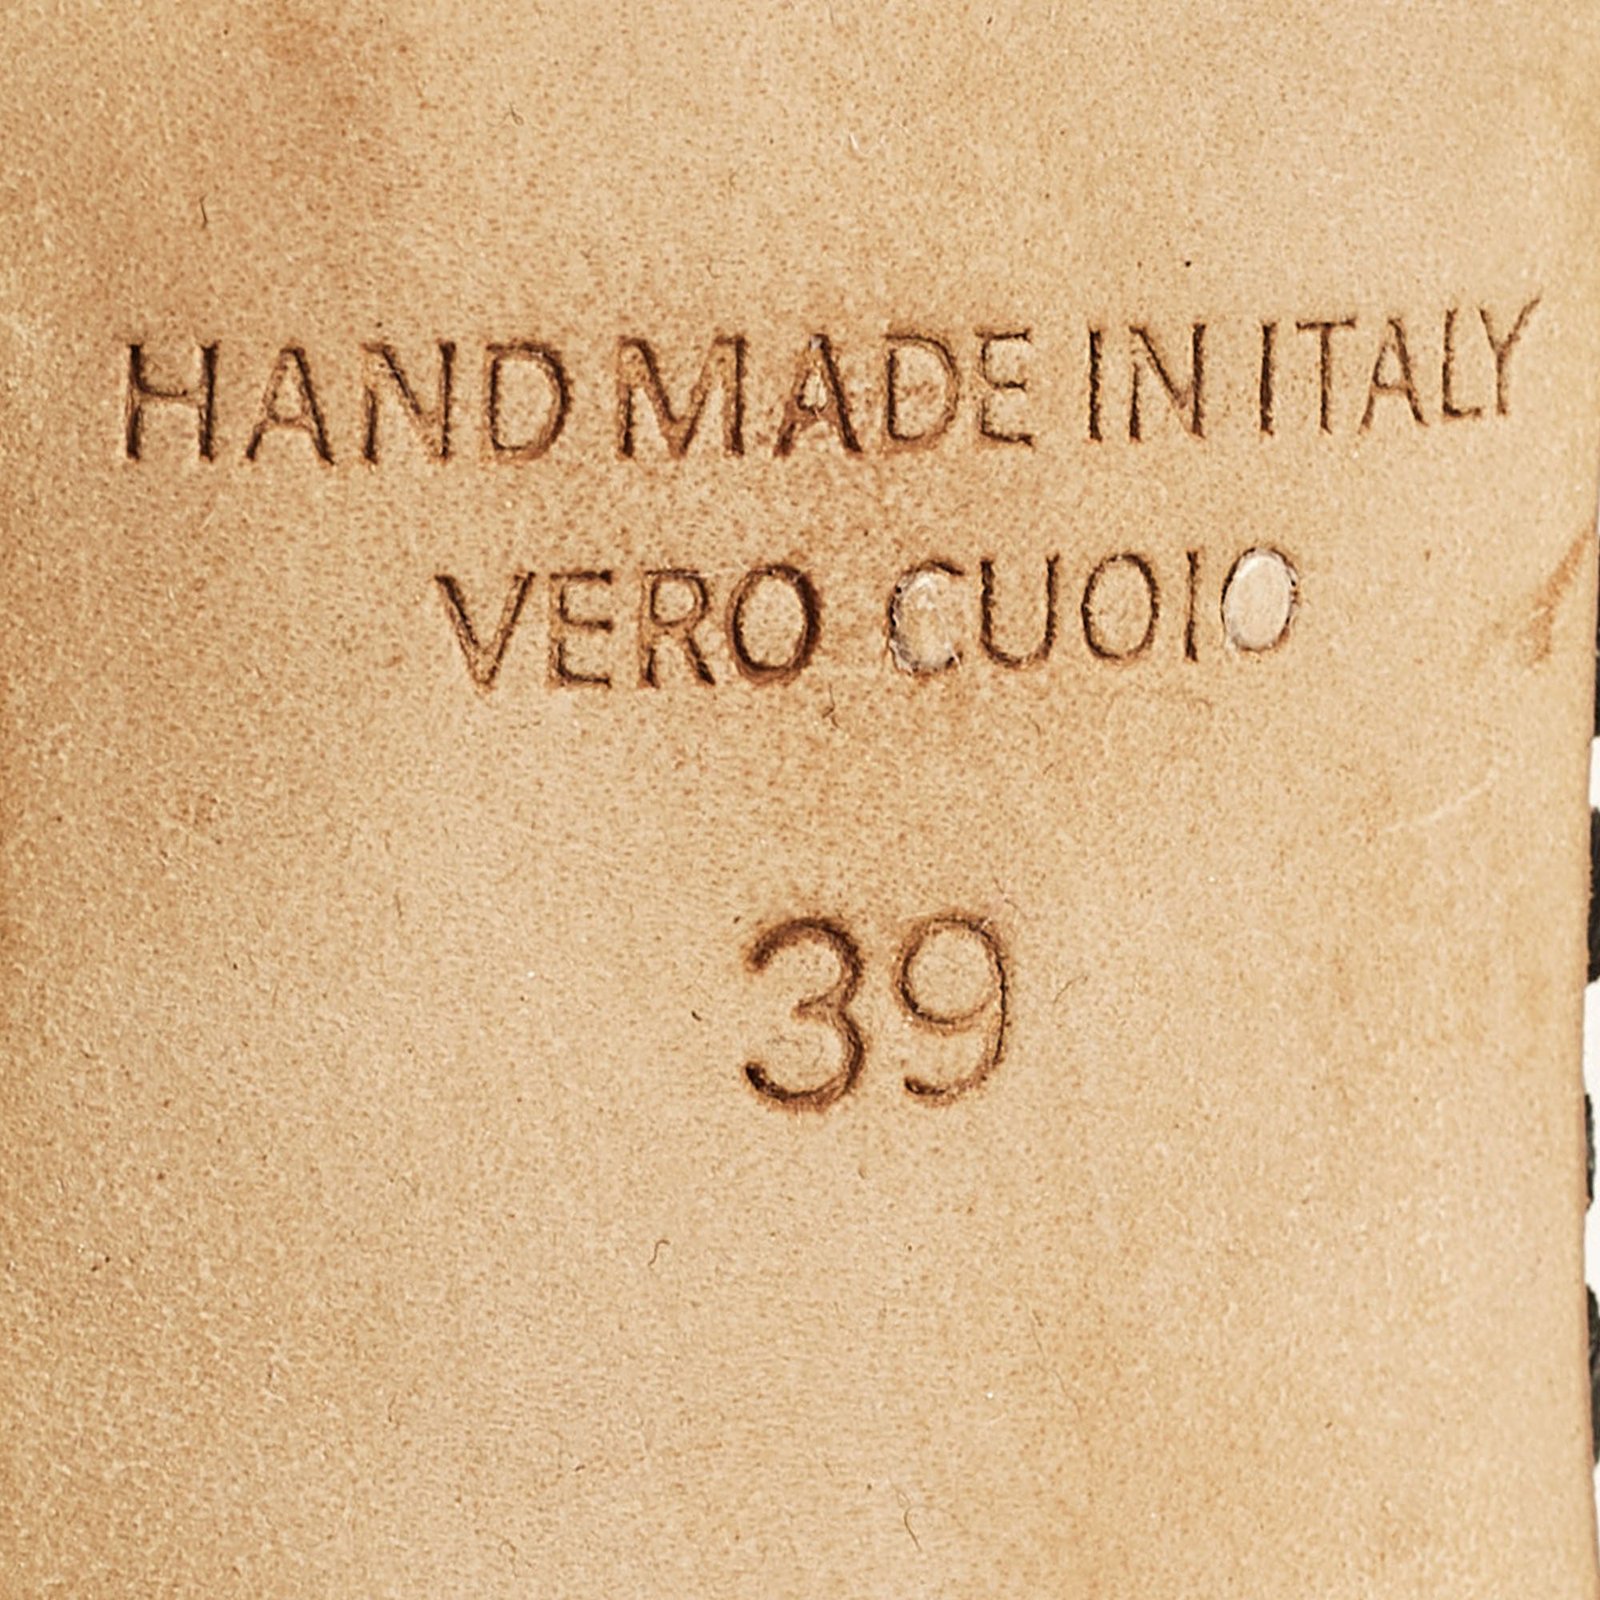 HAND MADE IN ITALY
VERO CUOIO
39